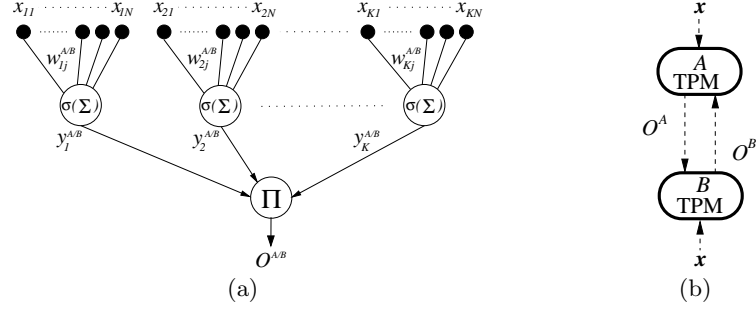 x11 ········ x1N x21 ········ x2N xK1 ········ xKN
w1j^A/B w2j^A/B wKj^A/B
σ(Σ) σ(Σ) σ(Σ)
y1^A/B y2^A/B yK^A/B
Π
O^A/B
(a)
x
A
TPM
O^A O^B
B
TPM
x
(b)